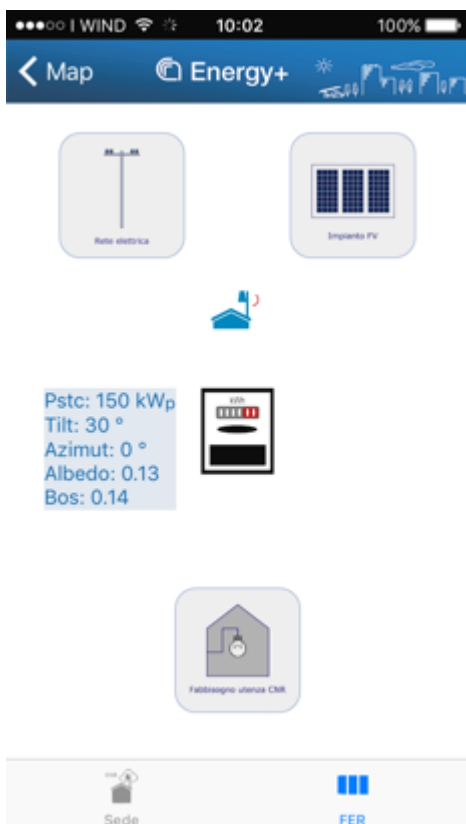 WIND 10:02 100%
Map Energy+
Rete elettrica
Impianto FV
Pstc: 150 kWp
Tilt: 30 °
Azimut: 0 °
Albedo: 0.13
Bos: 0.14
kWh
Fabbisogno utenza CNR
Sede
FER